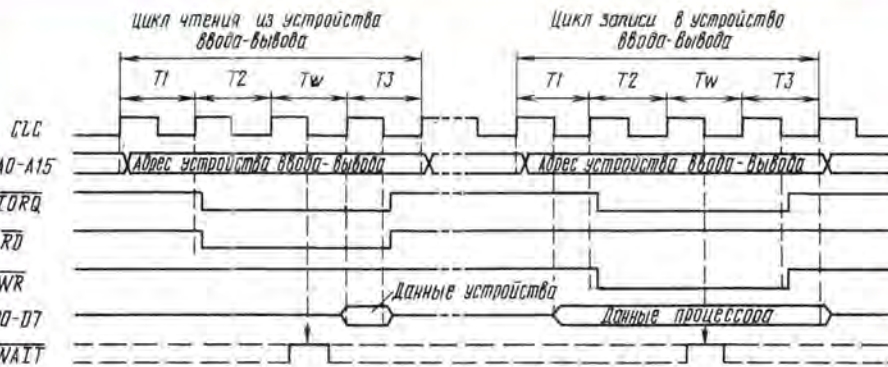 Цикл чтения из устройства
ввода-вывода
Цикл записи в устройство
ввода-вывода
T1 T2 Tw T3 T1 T2 Tw T3
CLC
A0-A15 Адрес устройства ввода-вывода Адрес устройства ввода-вывода
IORQ
RD
WR
Данные устройства
D0-D7 Данные процессора
WAIT